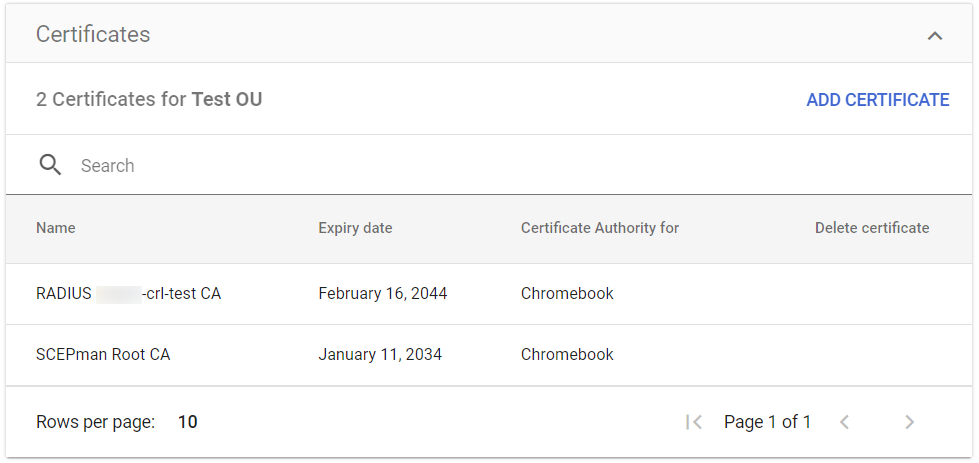 Certificates
2 Certificates for Test OU
ADD CERTIFICATE
Search
Name Expiry date Certificate Authority for Delete certificate
RADIUS -crl-test CA February 16, 2044 Chromebook
SCEPman Root CA January 11, 2034 Chromebook
Rows per page: 10 Page 1 of 1